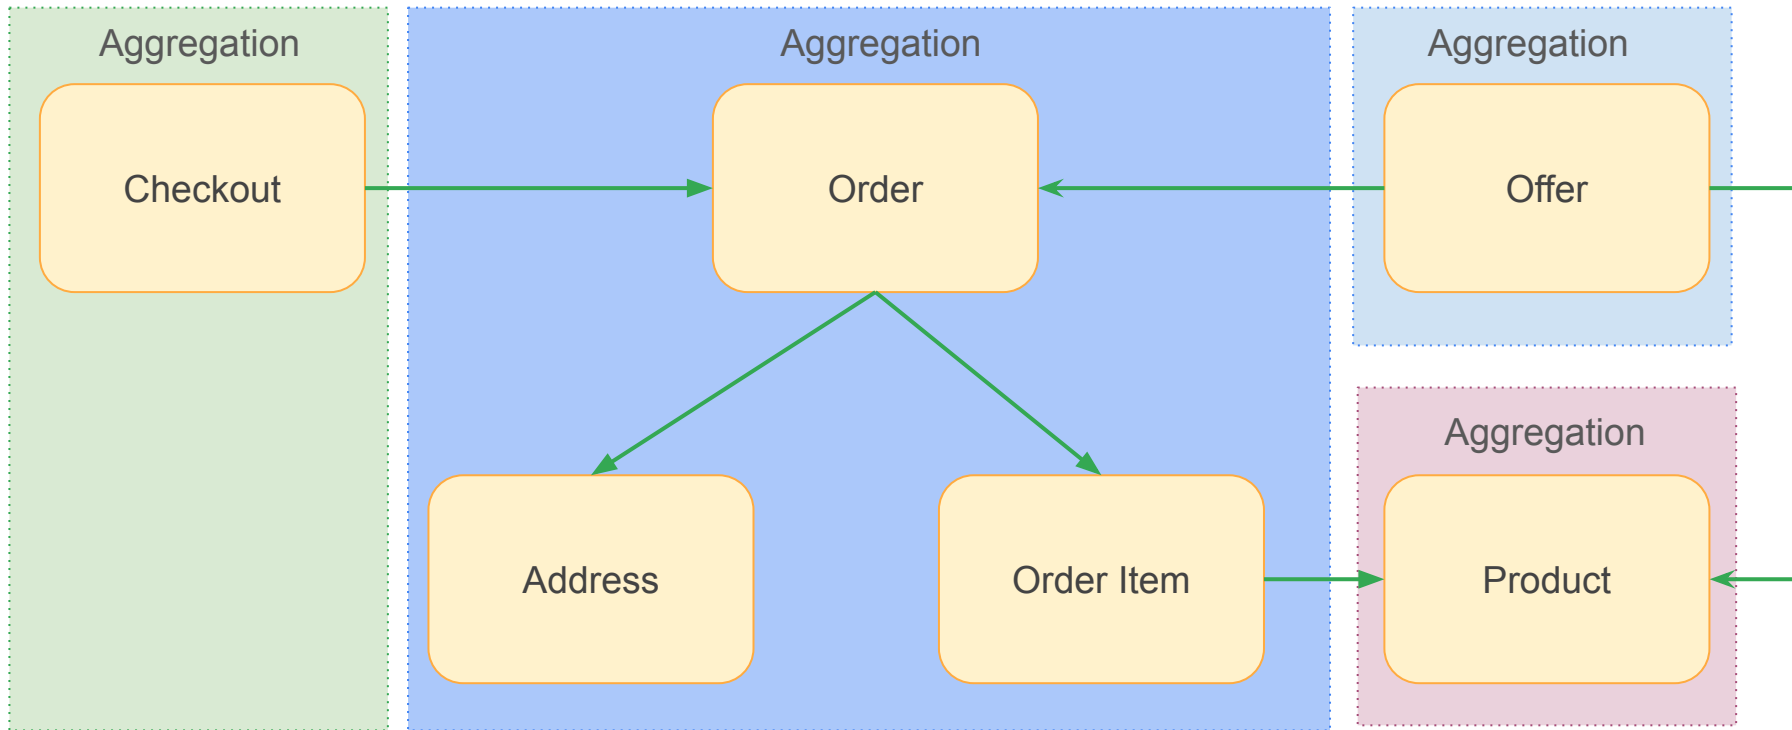 Aggregation
Checkout
Aggregation
Order
Address
Order Item
Aggregation
Offer
Aggregation
Product